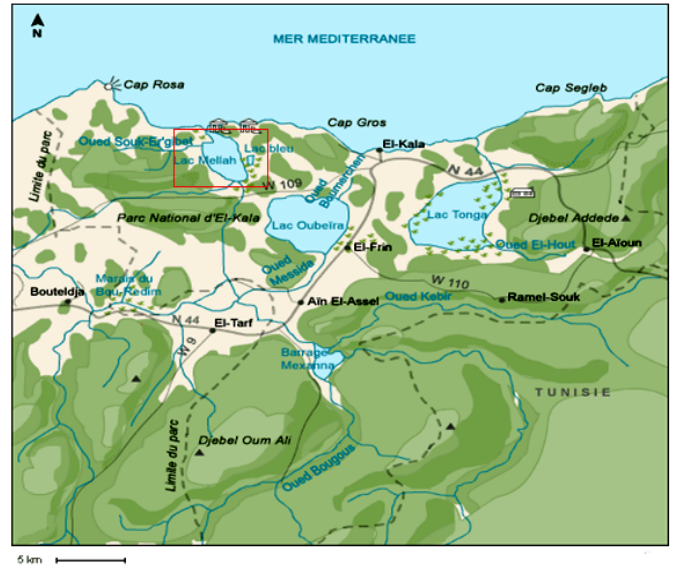 N
MER MEDITERRANEE
Cap Rosa
Cap Segleb
Cap Gros
Oued Souk-Er'gibet
Lac bleu
El-Kala
Limite du parc
Lac Mellah
N 44
W 109
Oued Boumerchen
Parc National d'El-Kala
Lac Oubeïra
Lac Tonga
Djebel Addede
El-Frin
Oued El-Hout
El-Aïoun
Oued Messida
Marais du
Bou-Redim
W 110
Bouteldja
Aïn El-Assel
Oued Kebir
Ramel-Souk
N 44
El-Tarf
W 9
Barrage
Mexanna
TUNISIE
Limite du parc
Djebel Oum Ali
Oued Bougous
5 km